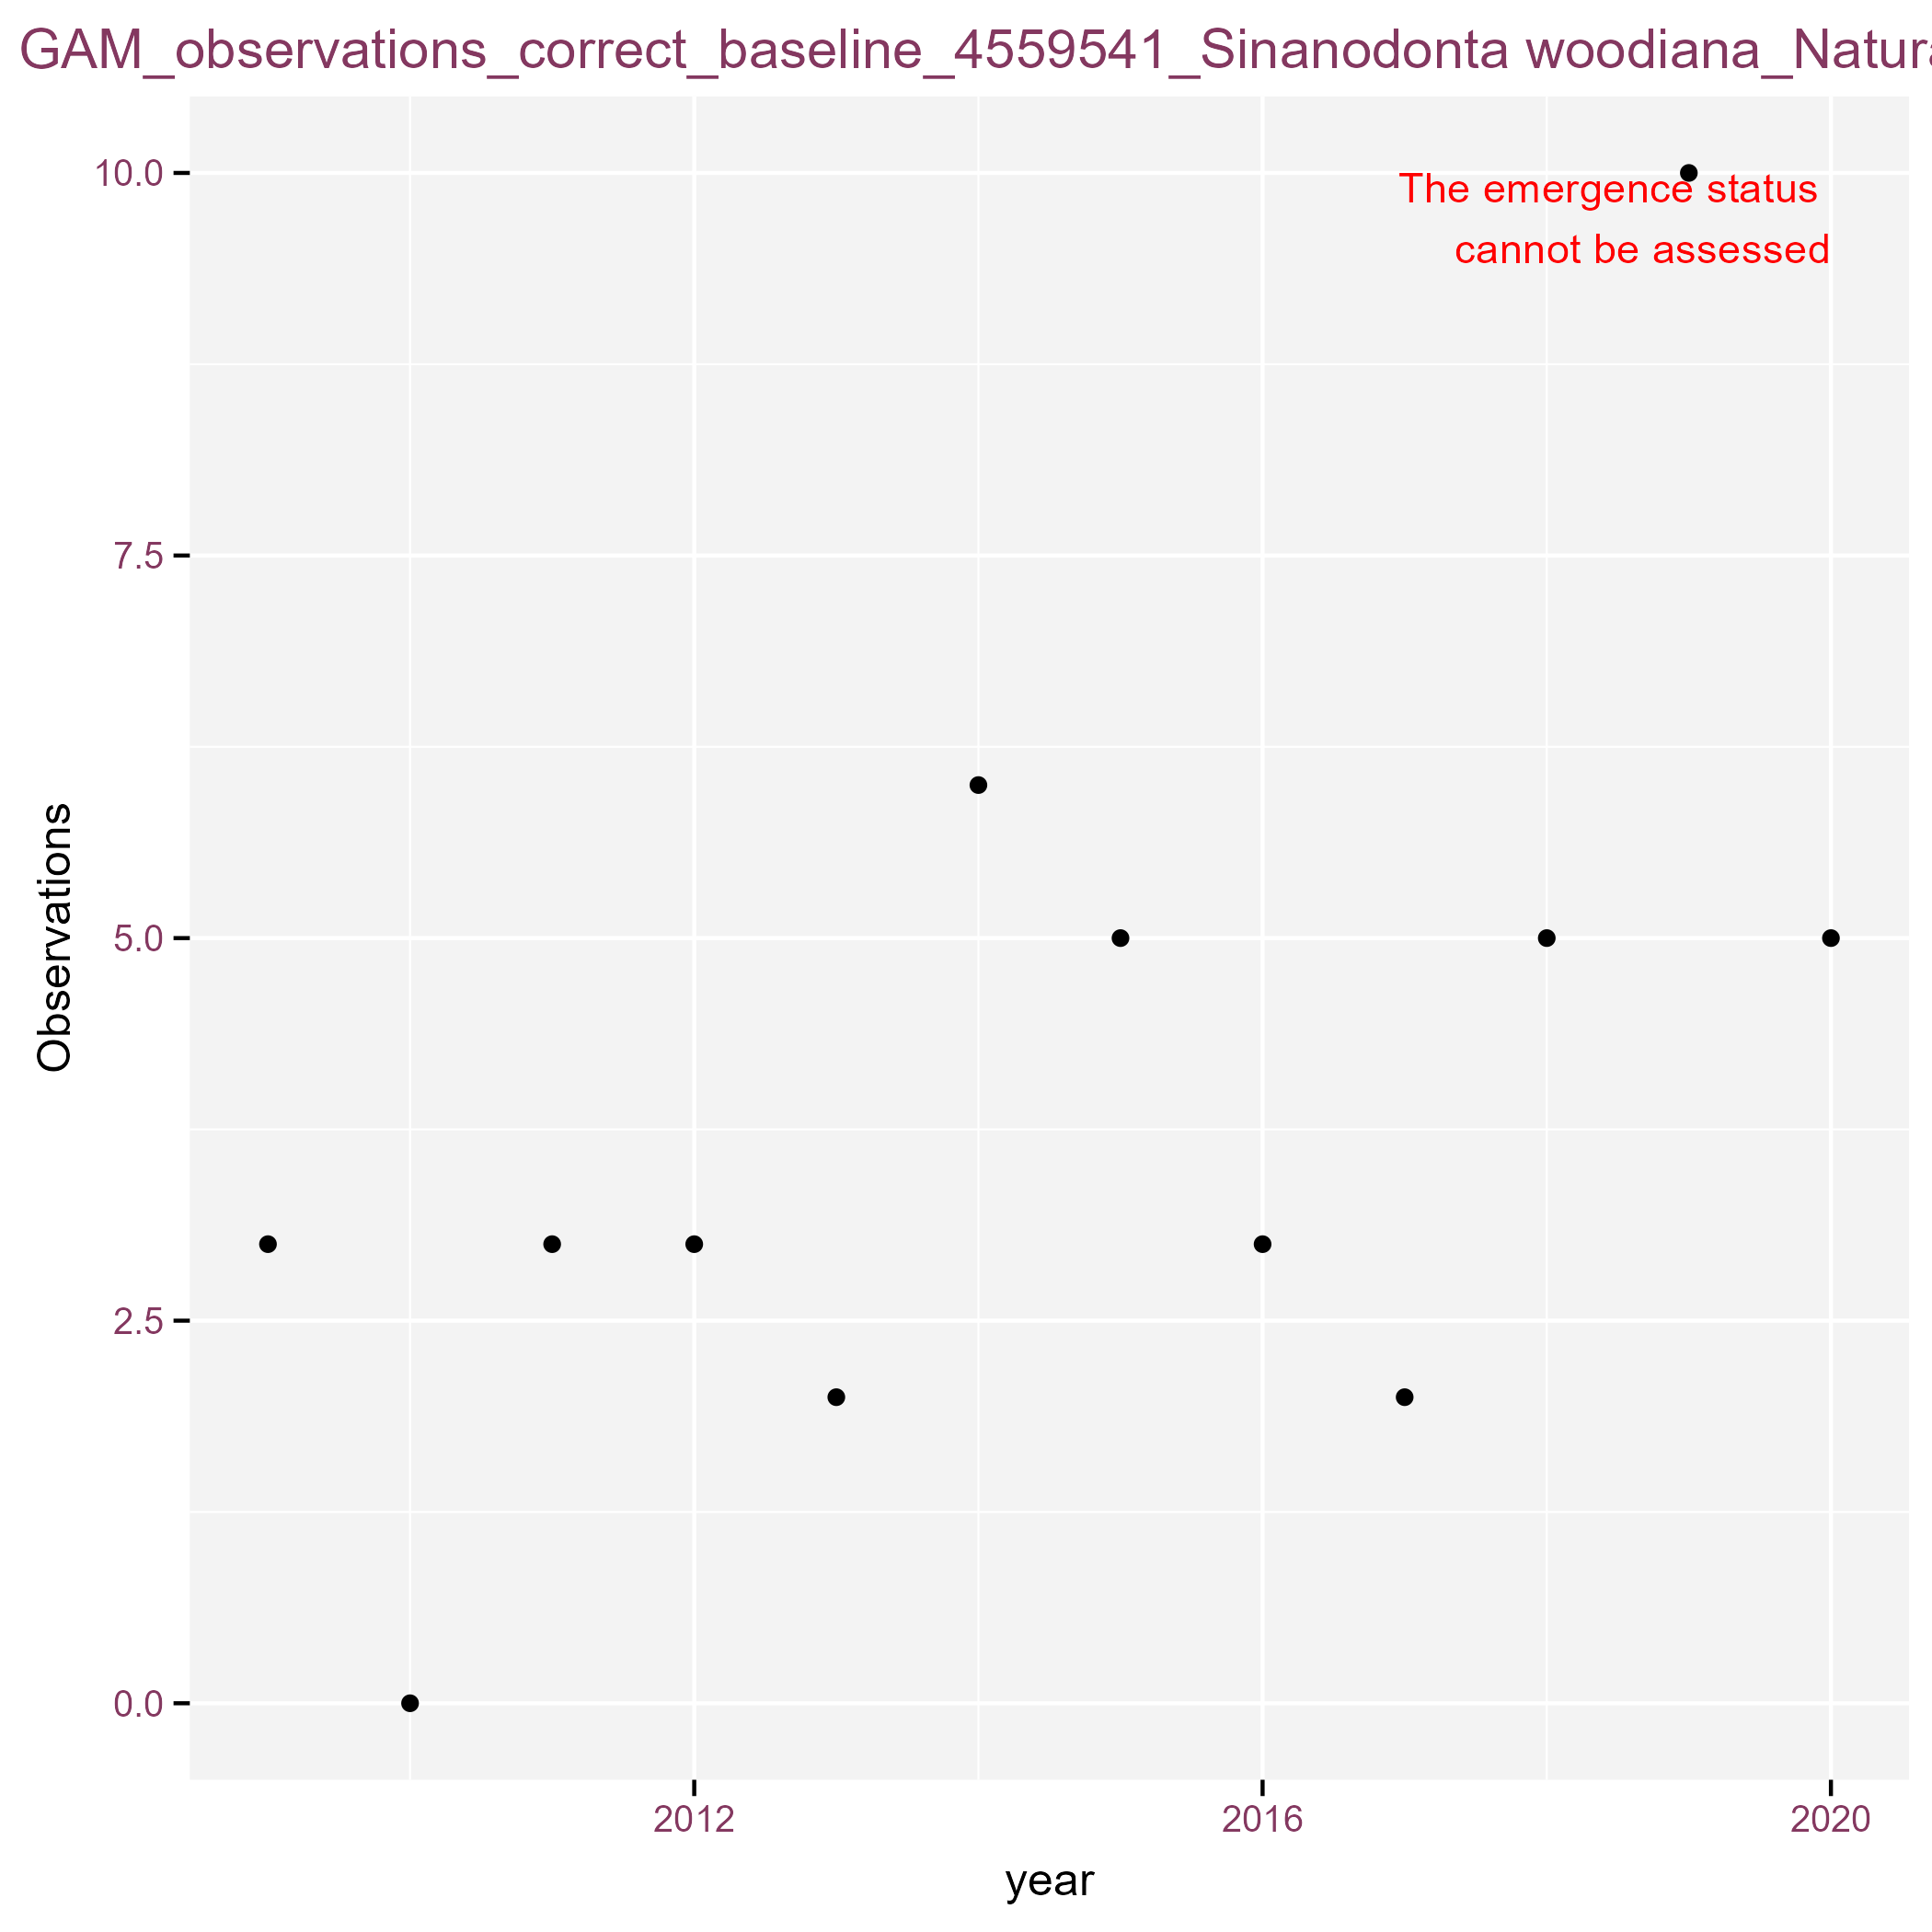 GAM_observations_correct_baseline_4559541_Sinanodonta woodiana_Natura
10.0
The emergence status
cannot be assessed
7.5
5.0
2.5
0.0
Observations
2012 2016 2020
year